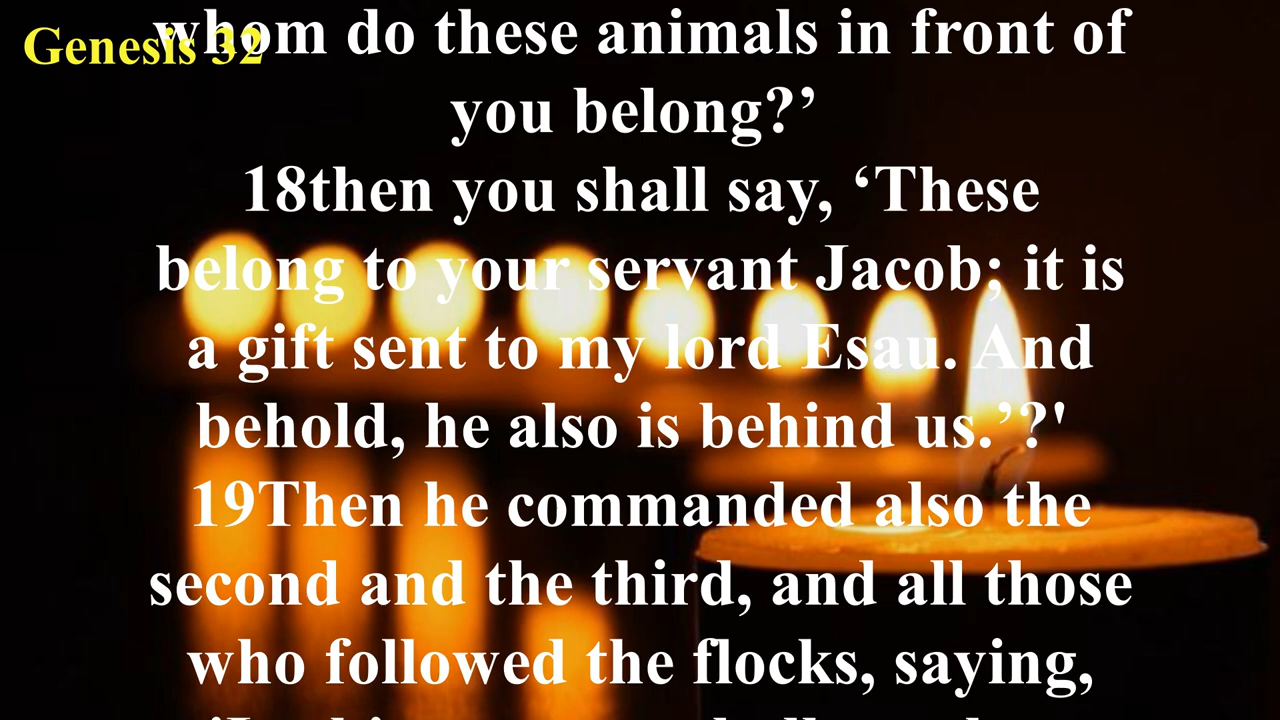 Genesis 32
whom do these animals in front of
you belong?’
18then you shall say, ‘These
belong to your servant Jacob; it is
a gift sent to my lord Esau. And
behold, he also is behind us.’?'
19Then he commanded also the
second and the third, and all those
who followed the flocks, saying,